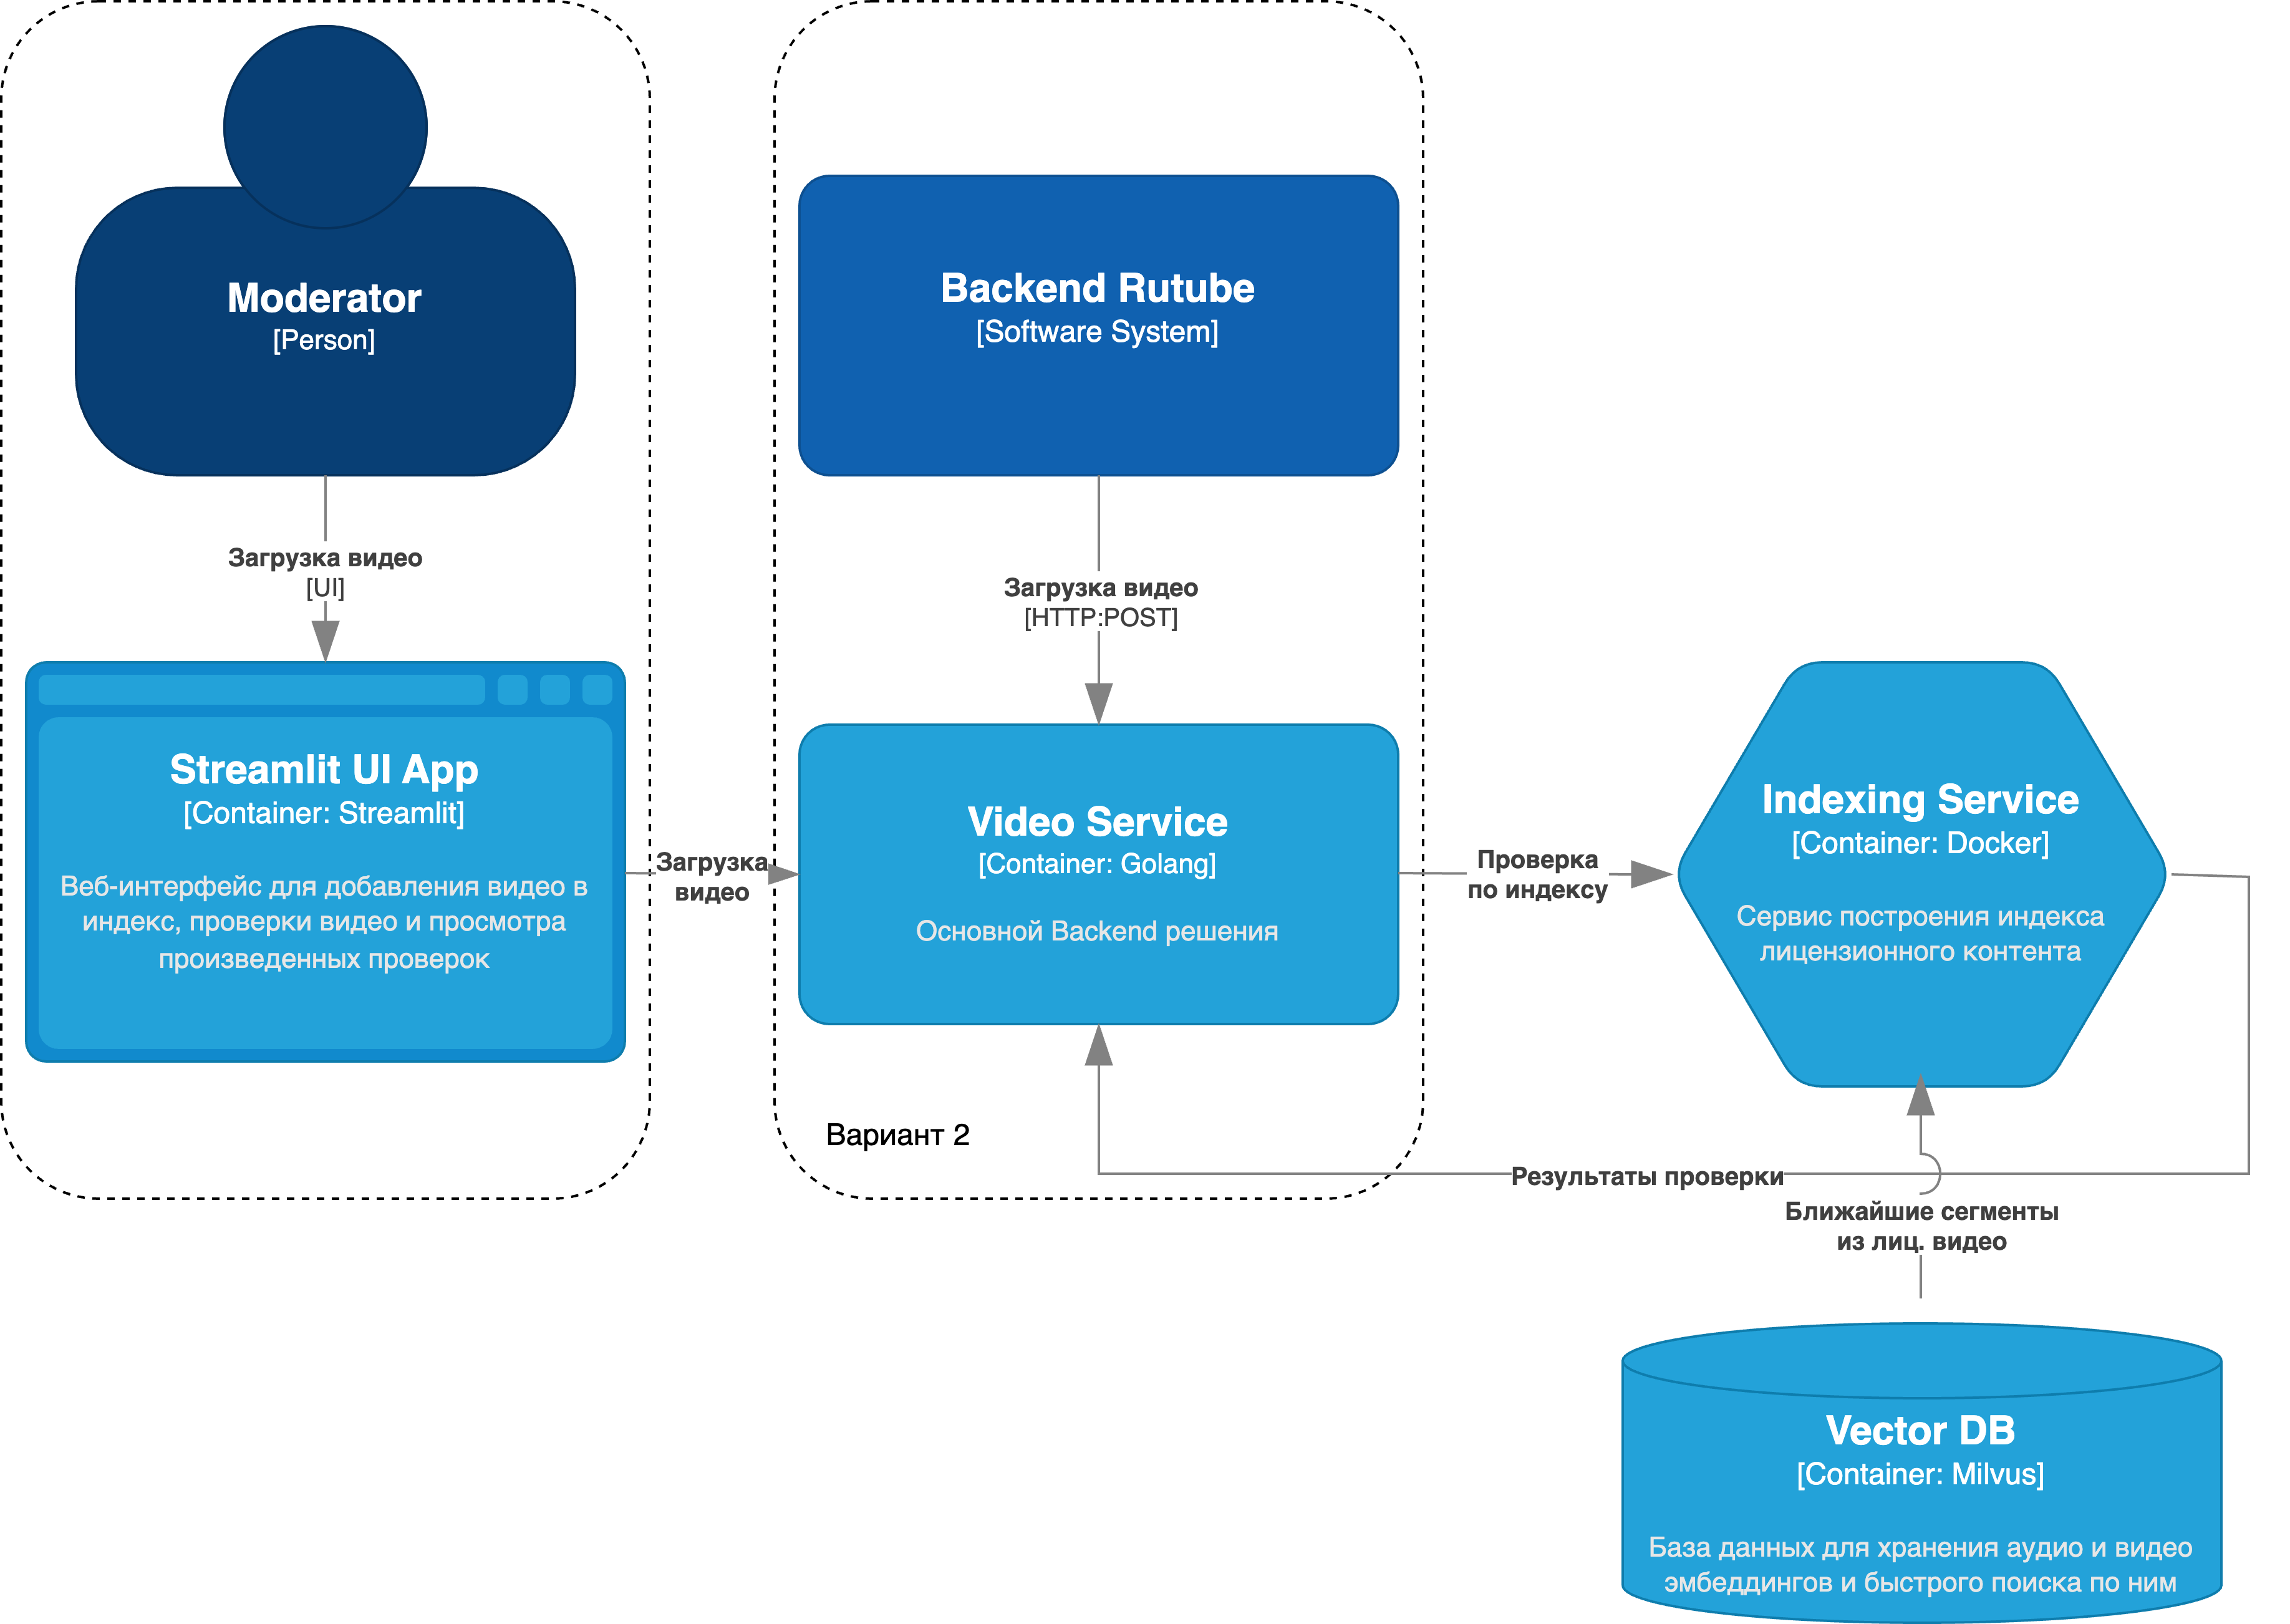 Moderator
[Person]
Загрузка видео
[UI]
Streamlit UI App
[Container: Streamlit]
Веб-интерфейс для добавления видео в
индекс, проверки видео и просмотра
произведенных проверок
Загрузка
видео
Backend Rutube
[Software System]
Загрузка видео
[HTTP:POST]
Video Service
[Container: Golang]
Основной Backend решения
Вариант 2
Проверка
по индексу
Indexing Service
[Container: Docker]
Сервис построения индекса
лицензионного контента
Результаты проверки
Ближайшие сегменты
из лиц. видео
Vector DB
[Container: Milvus]
База данных для хранения аудио и видео
эмбеддингов и быстрого поиска по ним